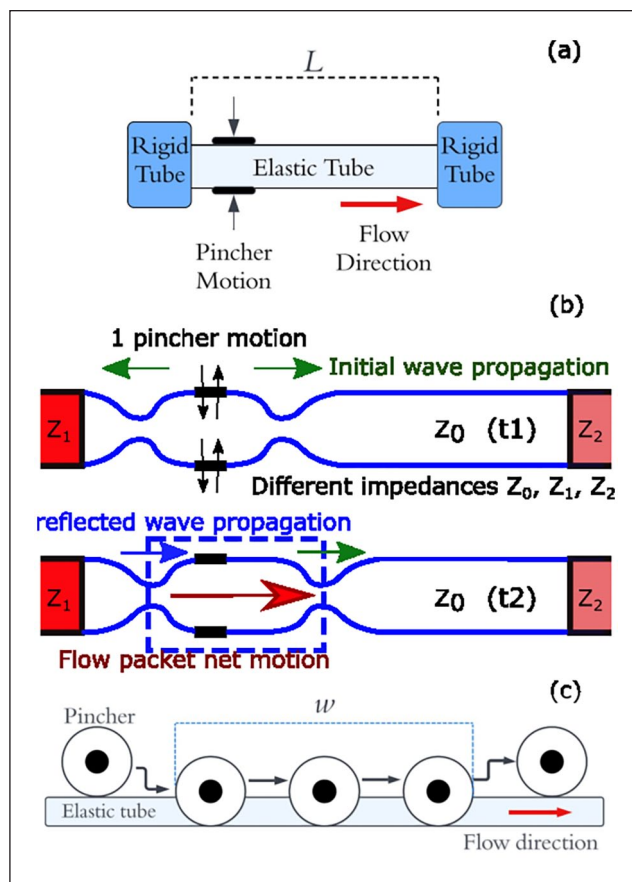 (a)
L
Rigid
Tube
Elastic Tube
Rigid
Tube
Pincher
Motion
Flow
Direction
(b)
1 pincher motion
Initial wave propagation
Z1
Z0 (t1)
Z2
Different impedances Z0, Z1, Z2
reflected wave propagation
Z1
Z0 (t2)
Z2
Flow packet net motion
(c)
Pincher
w
Elastic tube
Flow direction